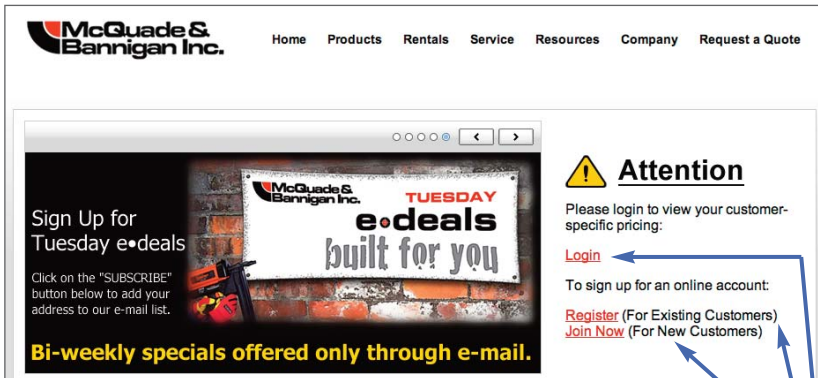 McQuade &
Bannigan Inc.
Home Products Rentals Service Resources Company Request a Quote
Sign Up for
Tuesday e•deals
Click on the "SUBSCRIBE"
button below to add your
address to our e-mail list.
McQuade &
Bannigan Inc.
TUESDAY
e•deals
built for you
Bi-weekly specials offered only through e-mail.
Attention
Please login to view your customer-
specific pricing:
Login
To sign up for an online account:
Register (For Existing Customers)
Join Now (For New Customers)